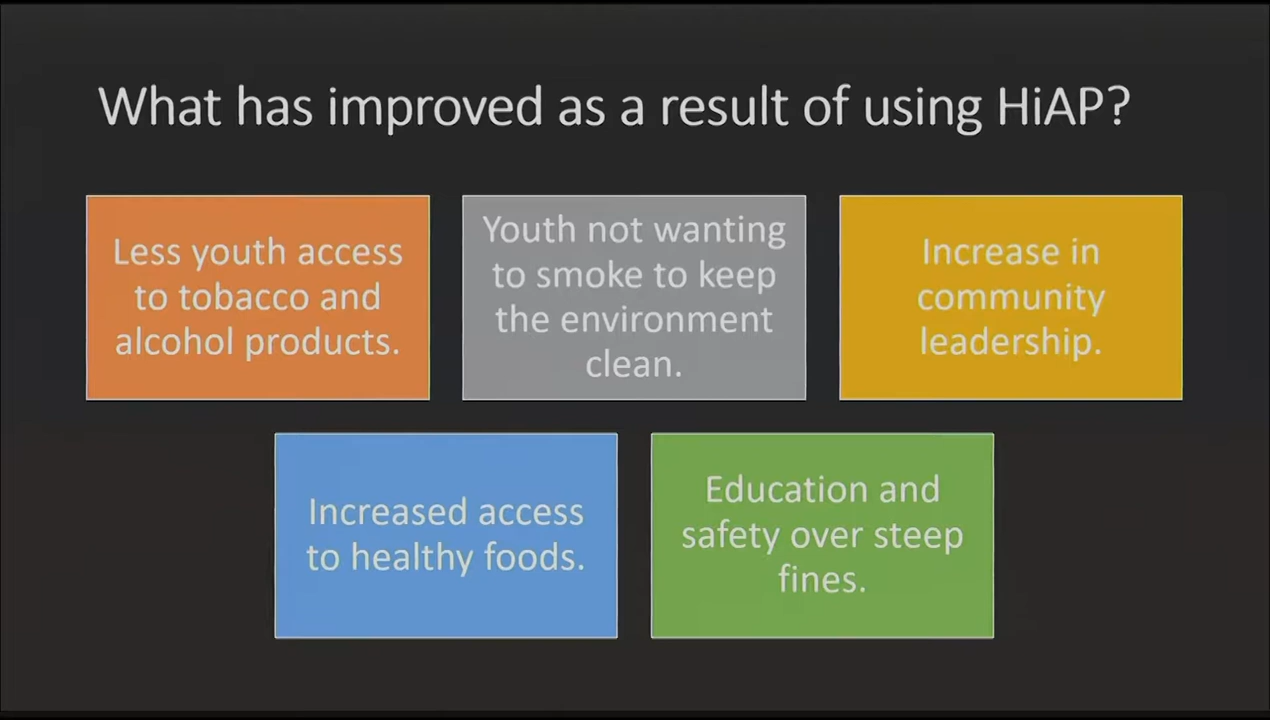 What has improved as a result of using HiAP?
Less youth access
to tobacco and
alcohol products.
Youth not wanting
to smoke to keep
the environment
clean.
Increase in
community
leadership.
Increased access
to healthy foods.
Education and
safety over steep
fines.